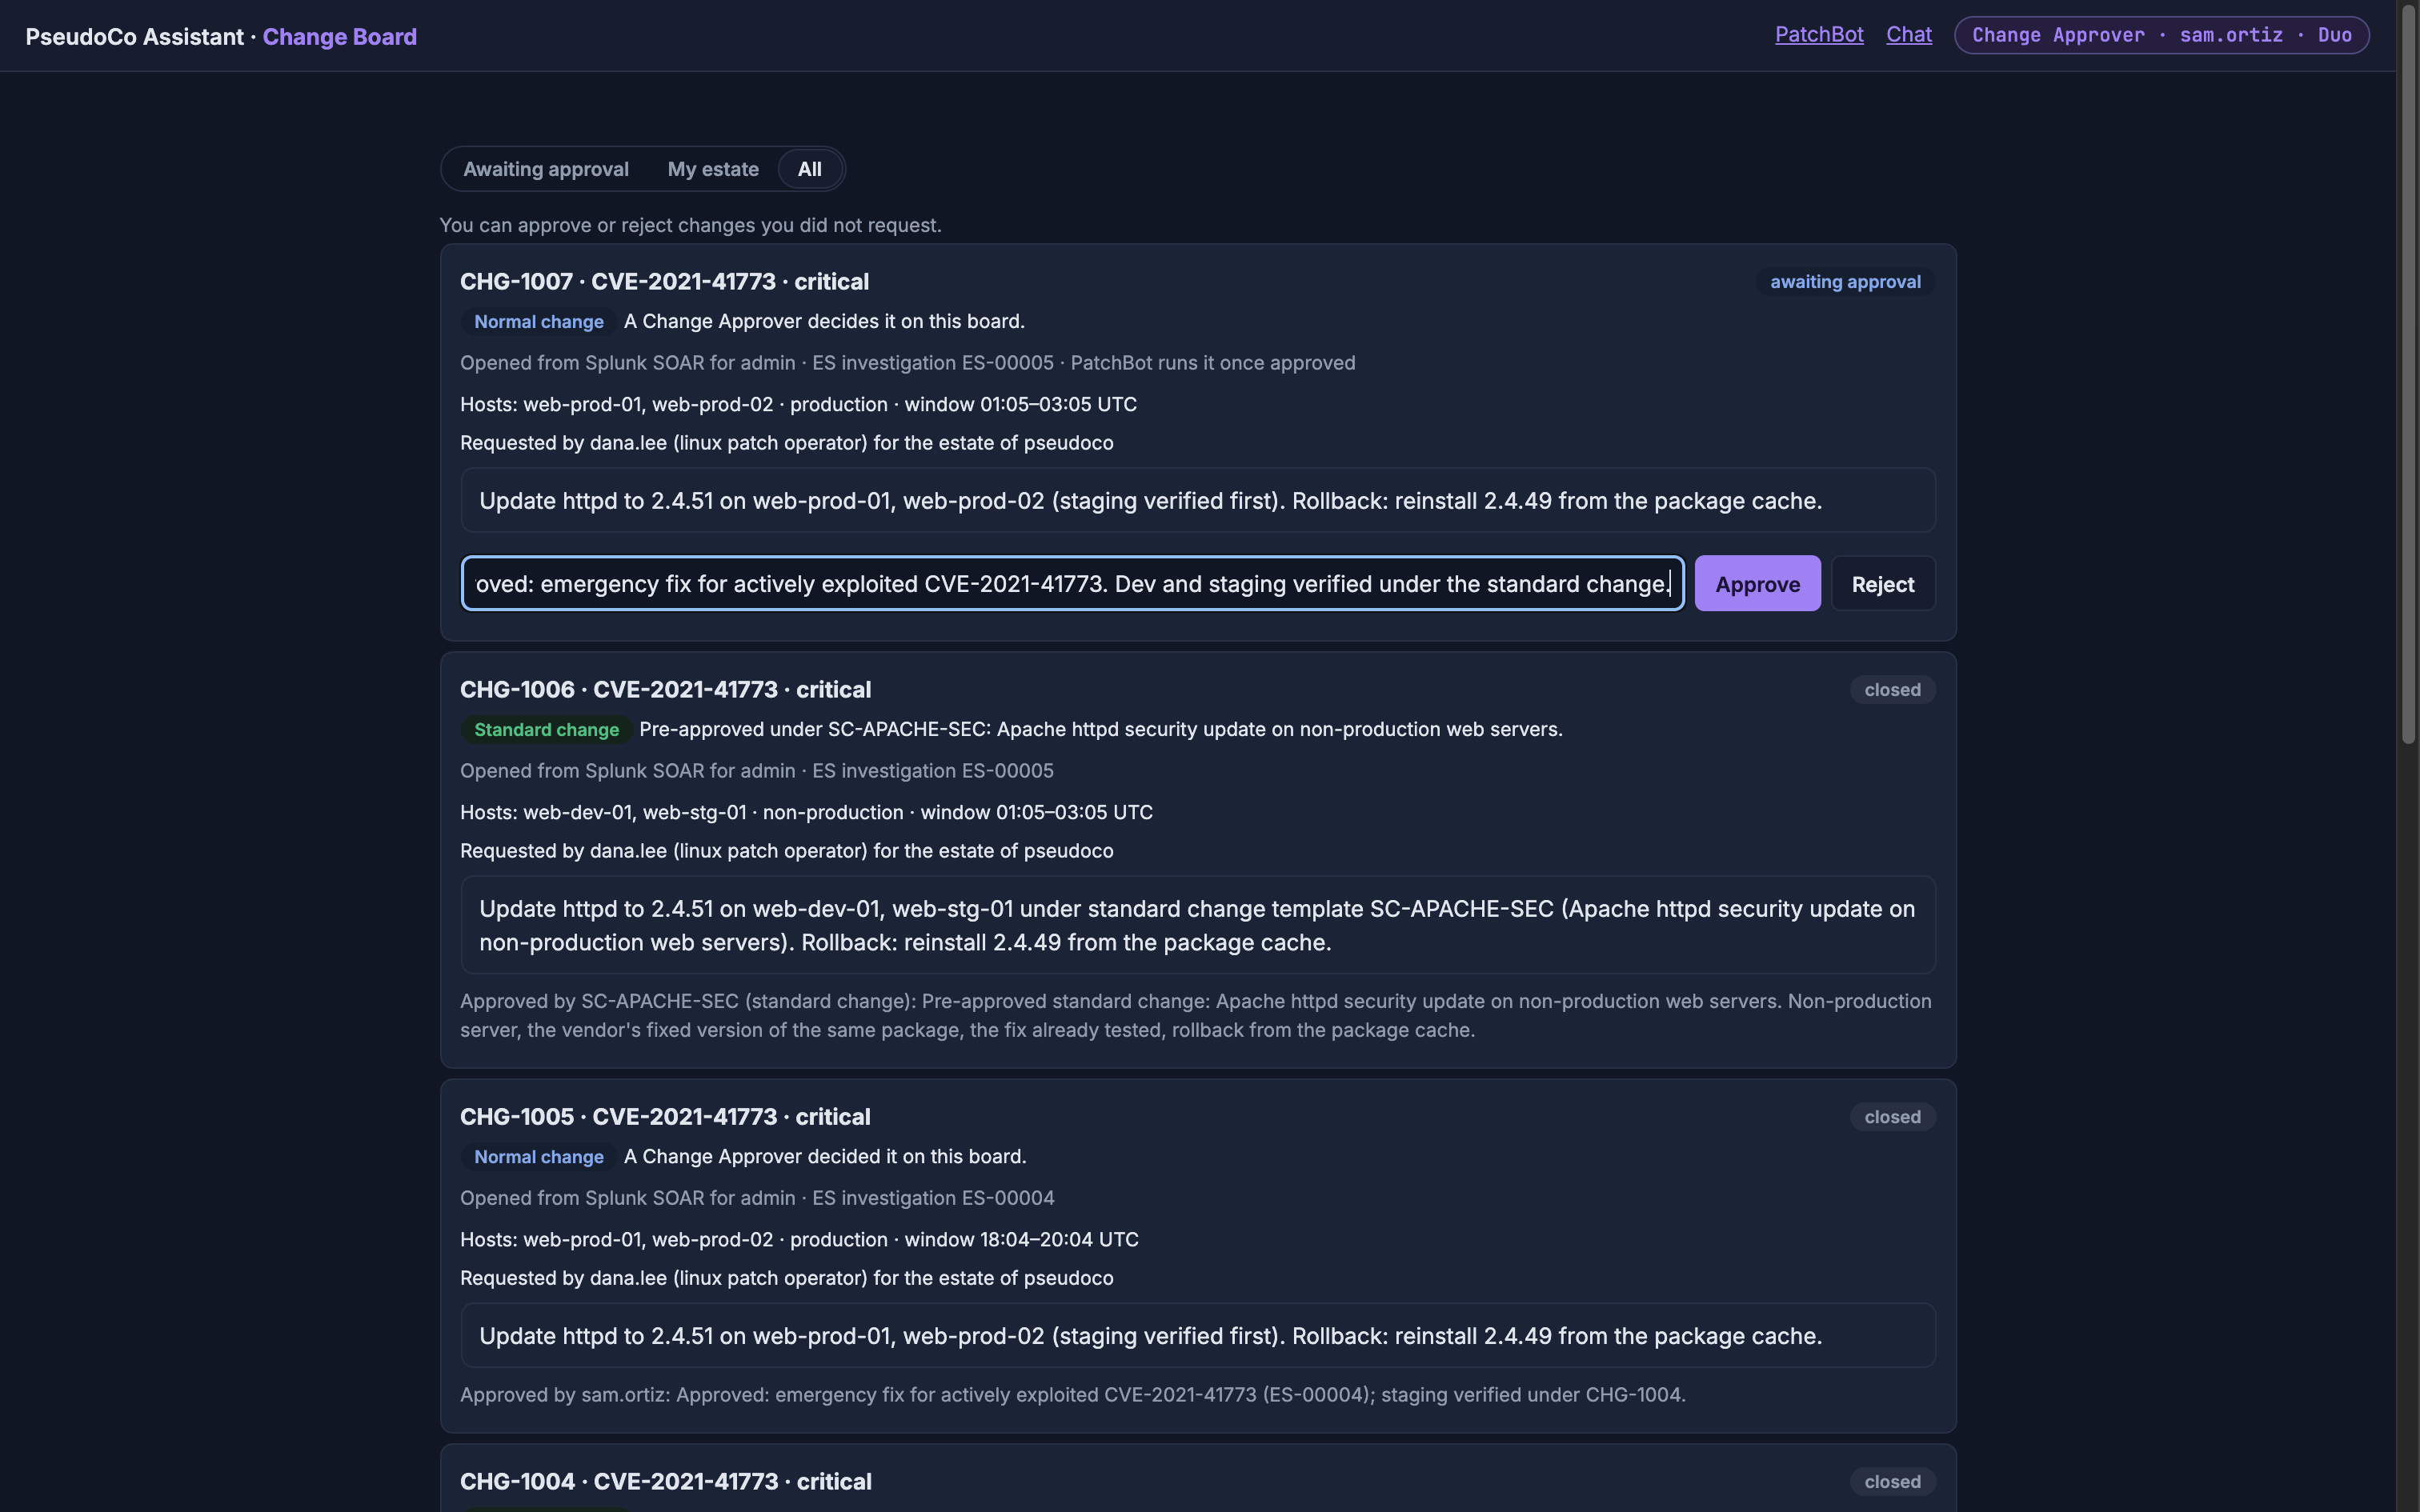 PseudoCo Assistant · Change Board
PatchBot Chat Change Approver · sam.ortiz · Duo
Awaiting approval My estate All
You can approve or reject changes you did not request.
CHG-1007 · CVE-2021-41773 · critical awaiting approval
Normal change A Change Approver decides it on this board.
Opened from Splunk SOAR for admin · ES investigation ES-00005 · PatchBot runs it once approved
Hosts: web-prod-01, web-prod-02 · production · window 01:05–03:05 UTC
Requested by dana.lee (linux patch operator) for the estate of pseudoco
Update httpd to 2.4.51 on web-prod-01, web-prod-02 (staging verified first). Rollback: reinstall 2.4.49 from the package cache.
oved: emergency fix for actively exploited CVE-2021-41773. Dev and staging verified under the standard change. Approve Reject
CHG-1006 · CVE-2021-41773 · critical closed
Standard change Pre-approved under SC-APACHE-SEC: Apache httpd security update on non-production web servers.
Opened from Splunk SOAR for admin · ES investigation ES-00005
Hosts: web-dev-01, web-stg-01 · non-production · window 01:05–03:05 UTC
Requested by dana.lee (linux patch operator) for the estate of pseudoco
Update httpd to 2.4.51 on web-dev-01, web-stg-01 under standard change template SC-APACHE-SEC (Apache httpd security update on
non-production web servers). Rollback: reinstall 2.4.49 from the package cache.
Approved by SC-APACHE-SEC (standard change): Pre-approved standard change: Apache httpd security update on non-production web servers. Non-production
server, the vendor's fixed version of the same package, the fix already tested, rollback from the package cache.
CHG-1005 · CVE-2021-41773 · critical closed
Normal change A Change Approver decided it on this board.
Opened from Splunk SOAR for admin · ES investigation ES-00004
Hosts: web-prod-01, web-prod-02 · production · window 18:04–20:04 UTC
Requested by dana.lee (linux patch operator) for the estate of pseudoco
Update httpd to 2.4.51 on web-prod-01, web-prod-02 (staging verified first). Rollback: reinstall 2.4.49 from the package cache.
Approved by sam.ortiz: Approved: emergency fix for actively exploited CVE-2021-41773 (ES-00004); staging verified under CHG-1004.
CHG-1004 · CVE-2021-41773 · critical closed